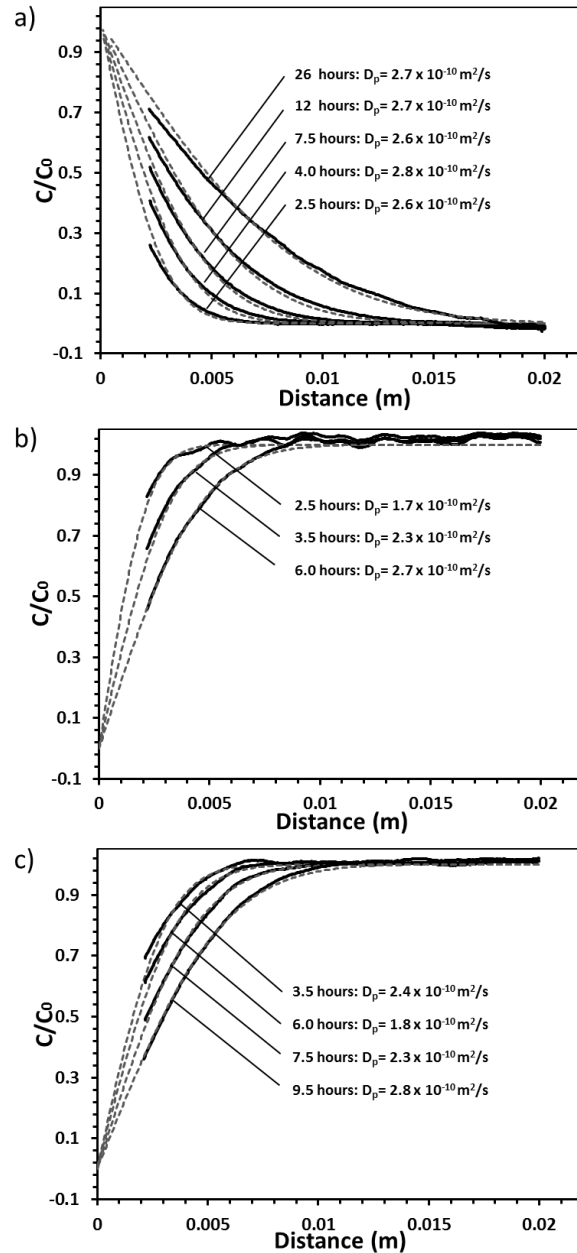 a)
0.9
0.7
0.5
0.3
0.1
-0.1
C/C0
26 hours: Dp= 2.7 x 10-10 m2/s
12 hours: Dp= 2.7 x 10-10 m2/s
7.5 hours: Dp= 2.6 x 10-10 m2/s
4.0 hours: Dp= 2.8 x 10-10 m2/s
2.5 hours: Dp= 2.6 x 10-10 m2/s
0 0.005 0.01 0.015 0.02
Distance (m)
b)
0.9
0.7
0.5
0.3
0.1
-0.1
C/C0
2.5 hours: Dp= 1.7 x 10-10 m2/s
3.5 hours: Dp= 2.3 x 10-10 m2/s
6.0 hours: Dp= 2.7 x 10-10 m2/s
0 0.005 0.01 0.015 0.02
Distance (m)
c)
0.9
0.7
0.5
0.3
0.1
-0.1
C/C0
3.5 hours: Dp= 2.4 x 10-10 m2/s
6.0 hours: Dp= 1.8 x 10-10 m2/s
7.5 hours: Dp= 2.3 x 10-10 m2/s
9.5 hours: Dp= 2.8 x 10-10 m2/s
0 0.005 0.01 0.015 0.02
Distance (m)